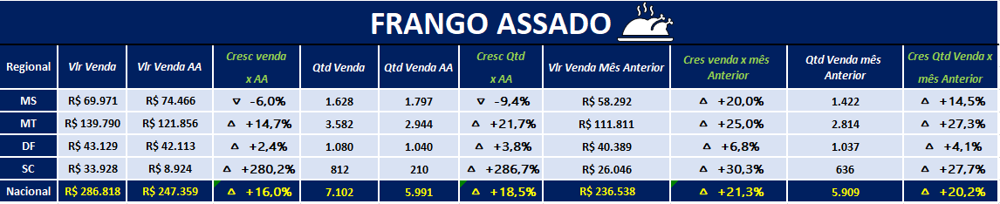 FRANGO ASSADO
Regional Vlr Venda Vlr Venda AA Cresc venda x AA Qtd Venda Qtd Venda AA Cresc Qtd x AA Vlr Venda Mês Anterior Cres venda x mês Anterior Qtd Venda mês Anterior Cres Qtd Venda x mês Anterior
MS R$ 69.971 R$ 74.466 -6,0% 1.628 1.797 -9,4% R$ 58.292 +20,0% 1.422 +14,5%
MT R$ 139.790 R$ 121.856 +14,7% 3.582 2.944 +21,7% R$ 111.811 +25,0% 2.814 +27,3%
DF R$ 43.129 R$ 42.113 +2,4% 1.080 1.040 +3,8% R$ 40.389 +6,8% 1.037 +4,1%
SC R$ 33.928 R$ 8.924 +280,2% 812 210 +286,7% R$ 26.046 +30,3% 636 +27,7%
Nacional R$ 286.818 R$ 247.359 +16,0% 7.102 5.991 +18,5% R$ 236.538 +21,3% 5.909 +20,2%